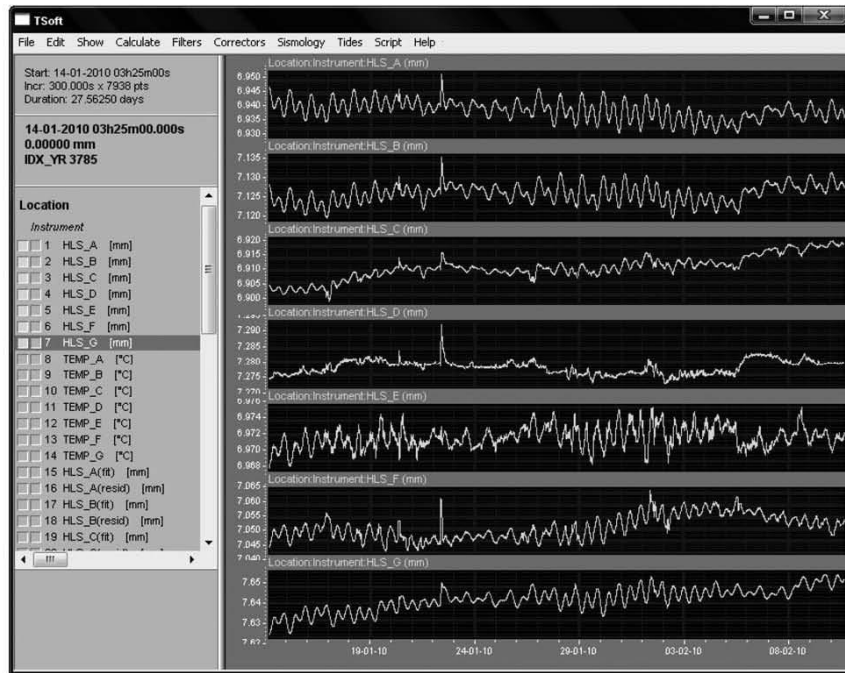 TSoft
File Edit Show Calculate Filters Correctors Sismology Tides Script Help
Start: 14-01-2010 03h25m00s
Incr: 300.000s x 7938 pts
Duration: 27.56250 days
14-01-2010 03h25m00.000s
0.00000 mm
IDX_YR 3785
Location
Instrument
1 HLS_A [mm]
2 HLS_B [mm]
3 HLS_C [mm]
4 HLS_D [mm]
5 HLS_E [mm]
6 HLS_F [mm]
7 HLS_G [mm]
8 TEMP_A [°C]
9 TEMP_B [°C]
10 TEMP_C [°C]
11 TEMP_D [°C]
12 TEMP_E [°C]
13 TEMP_F [°C]
14 TEMP_G [°C]
15 HLS_A(fit) [mm]
16 HLS_A(resid) [mm]
17 HLS_B(fit) [mm]
18 HLS_B(resid) [mm]
19 HLS_C(fit) [mm]
Location:Instrument:HLS_A (mm)
6.950
6.945
6.940
6.935
6.930
Location:Instrument:HLS_B (mm)
7.135
7.130
7.125
7.120
Location:Instrument:HLS_C (mm)
6.920
6.915
6.910
6.905
6.900
Location:Instrument:HLS_D (mm)
7.290
7.285
7.280
7.275
7.270
Location:Instrument:HLS_E (mm)
6.976
6.974
6.972
6.970
6.968
Location:Instrument:HLS_F (mm)
7.065
7.060
7.055
7.050
7.045
7.040
Location:Instrument:HLS_G (mm)
7.65
7.64
7.63
7.62
19-01-10 24-01-10 29-01-10 03-02-10 08-02-10